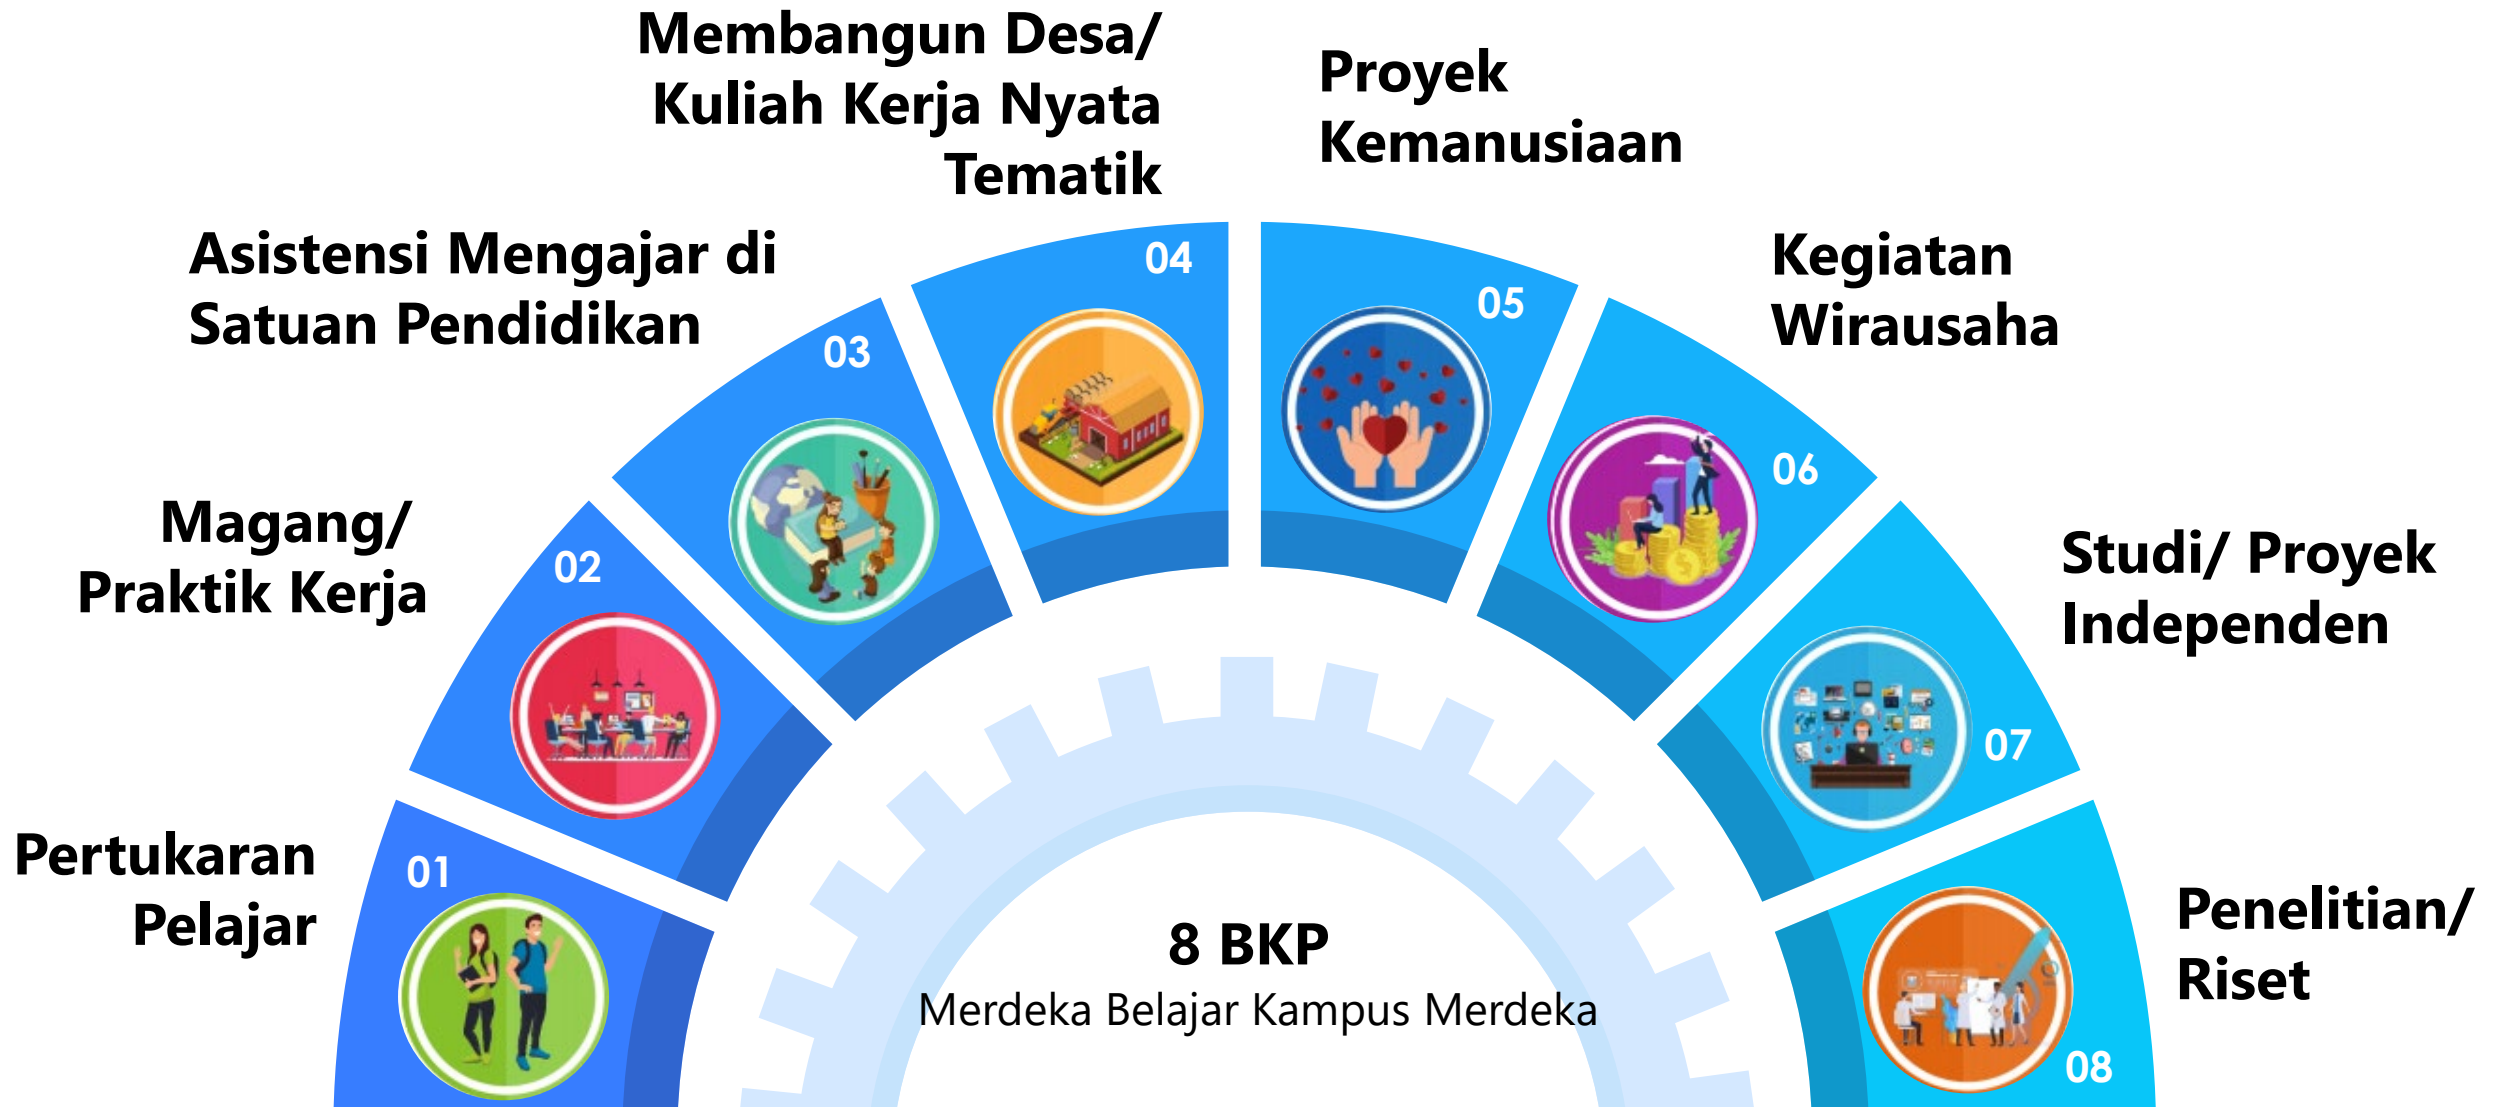 Membangun Desa/
Kuliah Kerja Nyata
Tematik
Proyek
Kemanusiaan
Asistensi Mengajar di
Satuan Pendidikan
Kegiatan
Wirausaha
Magang/
Praktik Kerja
Studi/ Proyek
Independen
Pertukaran
Pelajar
Penelitian/
Riset
01
02
03
04
05
06
07
08
8 BKP
Merdeka Belajar Kampus Merdeka